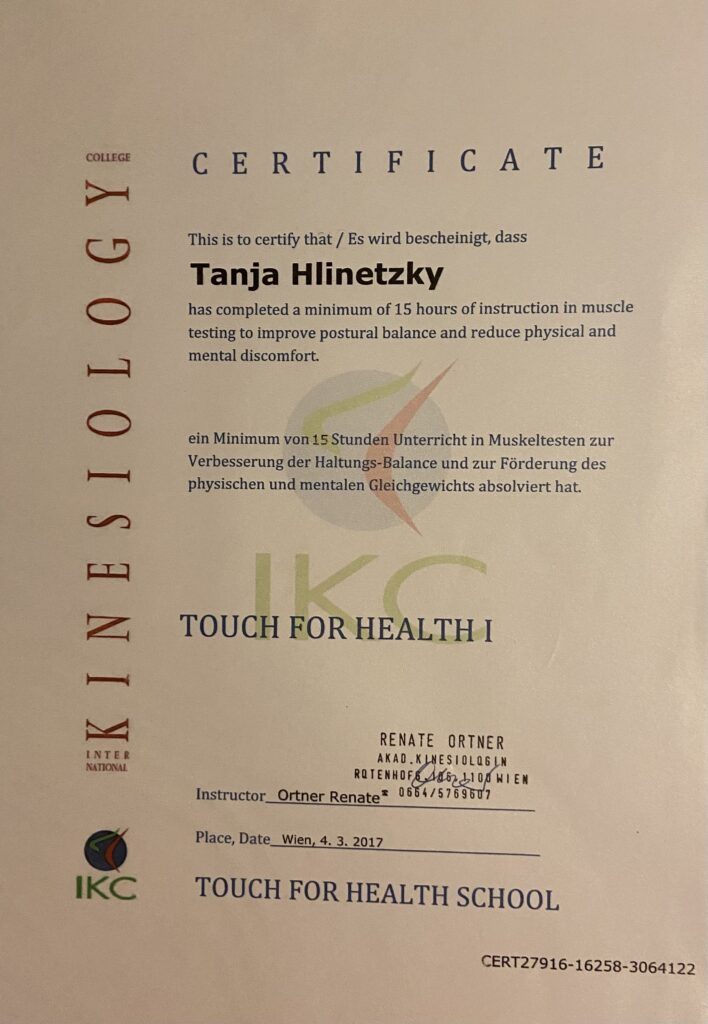 COLLEGE
KINESIOLOGY
INTER
NATIONAL
CERTIFICATE
This is to certify that / Es wird bescheinigt, dass
Tanja Hlinetzky
has completed a minimum of 15 hours of instruction in muscle
testing to improve postural balance and reduce physical and
mental discomfort.
ein Minimum von 15 Stunden Unterricht in Muskeltesten zur
Verbesserung der Haltungs-Balance und zur Förderung des
physischen und mentalen Gleichgewichts absolviert hat.
IKC
TOUCH FOR HEALTH I
RENATE ORTNER
AKAD.KINESIOLOGIN
1100 WIEN
0664/5769607
Instructor Ortner Renate
Place, Date Wien, 4. 3. 2017
IKC
TOUCH FOR HEALTH SCHOOL
CERT27916-16258-3064122